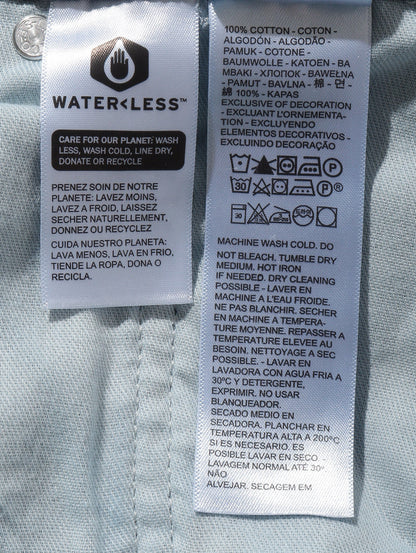 WATER<LESS™
CARE FOR OUR PLANET: WASH
LESS, WASH COLD, LINE DRY,
DONATE OR RECYCLE
PRENEZ SOIN DE NOTRE
PLANETE: LAVEZ MOINS,
LAVEZ A FROID, LAISSEZ
SECHER NATURELLEMENT,
DONNEZ OU RECYCLEZ
CUIDA NUESTRO PLANETA:
LAVA MENOS, LAVA EN FRIO,
TIENDE LA ROPA, DONA O
RECICLA.
100% COTTON - COTON -
ALGODÓN - ALGODÃO -
PAMUK - COTONE -
BAUMWOLLE - KATOEN - BA
MBAKI - ХЛОПОК - BAWEŁNA
- PAMUT - BAVLNA - 棉 - 면 -
綿 100% - KAPAS
EXCLUSIVE OF DECORATION
- EXCLUANT L'ORNEMENTA-
TION - EXCLUYENDO
ELEMENTOS DECORATIVOS -
EXCLUINDO DECORAÇÃO
P
30 P
30
MACHINE WASH COLD. DO
NOT BLEACH. TUMBLE DRY
MEDIUM. HOT IRON
IF NEEDED. DRY CLEANING
POSSIBLE - LAVER EN
MACHINE A L'EAU FROIDE.
NE PAS BLANCHIR. SECHER
EN MACHINE A TEMPERA-
TURE MOYENNE. REPASSER A
TEMPERATURE ELEVEE AU
BESOIN. NETTOYAGE A SEC
POSSIBLE. - LAVAR EN
LAVADORA CON AGUA FRIA A
30ºC Y DETERGENTE,
EXPRIMIR. NO USAR
BLANQUEADOR.
SECADO MEDIO EN
SECADORA. PLANCHAR EN
TEMPERATURA ALTA A 200°C
SI ES NECESARIO. ES
POSIBLE LAVAR EN SECO. -
LAVAGEM NORMAL ATÉ 30°
NÃO
ALVEJAR. SECAGEM EM